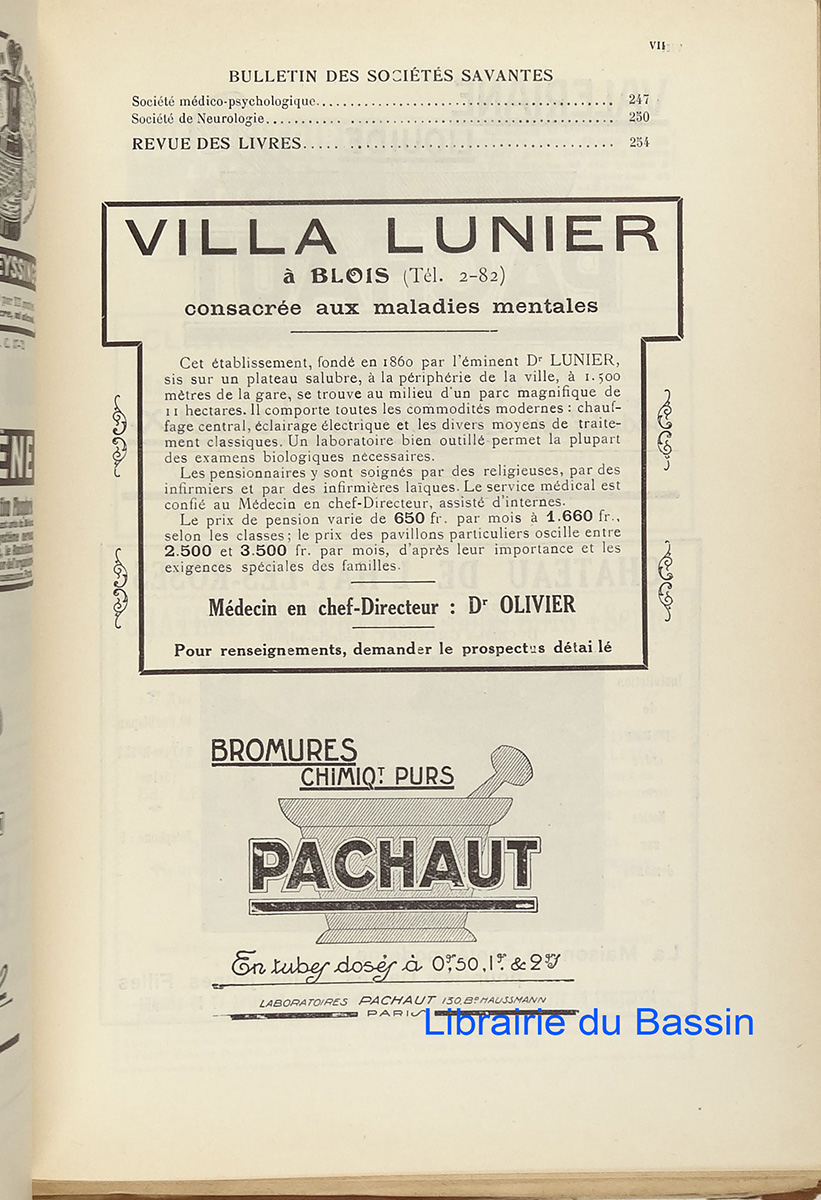 VII
BULLETIN DES SOCIÉTÉS SAVANTES
Société médico-psychologique........................................ 247
Société de Neurologie........................................ 250
REVUE DES LIVRES........................................ 254
VILLA LUNIER
à BLOIS (Tél. 2-82)
consacrée aux maladies mentales
Cet établissement, fondé en 1860 par l'éminent Dr LUNIER,
sis sur un plateau salubre, à la périphérie de la ville, à 1.500
mètres de la gare, se trouve au milieu d'un parc magnifique de
11 hectares. Il comporte toutes les commodités modernes : chauf-
fage central, éclairage électrique et les divers moyens de traite-
ment classiques. Un laboratoire bien outillé permet la plupart
des examens biologiques nécessaires.
Les pensionnaires y sont soignés par des religieuses, par des
infirmiers et par des infirmières laïques. Le service médical est
confié au Médecin en chef-Directeur, assisté d'internes.
Le prix de pension varie de 650 fr. par mois à 1.660 fr.,
selon les classes ; le prix des pavillons particuliers oscille entre
2.500 et 3.500 fr. par mois, d'après leur importance et les
exigences spéciales des familles.
Médecin en chef-Directeur : Dr OLIVIER
Pour renseignements, demander le prospectus détai lé
BROMURES
CHIMIQT PURS
PACHAUT
En tubes dosés à 0gr,50, 1gr. & 2grs
LABORATOIRES PACHAUT 130, Bd HAUSSMANN
PARIS
Librairie du Bassin
EYSSINE
C. 17-21
ÈNE